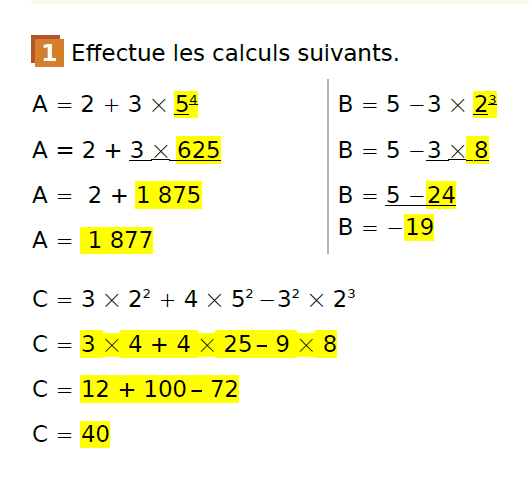 1 Effectue les calculs suivants.
A = 2 + 3 × 5⁴
A = 2 + 3 × 625
A = 2 + 1 875
A = 1 877
B = 5 – 3 × 2³
B = 5 – 3 × 8
B = 5 – 24
B = – 19
C = 3 × 2² + 4 × 5² – 3² × 2³
C = 3 × 4 + 4 × 25 – 9 × 8
C = 12 + 100 – 72
C = 40